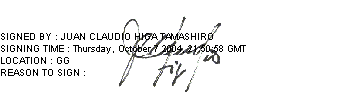 SIGNED BY : JUAN CLAUDIO HIGA TAMASHIRO
SIGNING TIME : Thursday, October 7 2004, 21:50:58 GMT
LOCATION : GG
REASON TO SIGN :